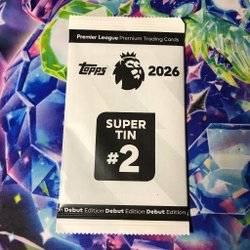 Premier League Premium Trading Cards
Topps 2026
SUPER
TIN
#2
Debut Edition Debut Edition Debut Edition